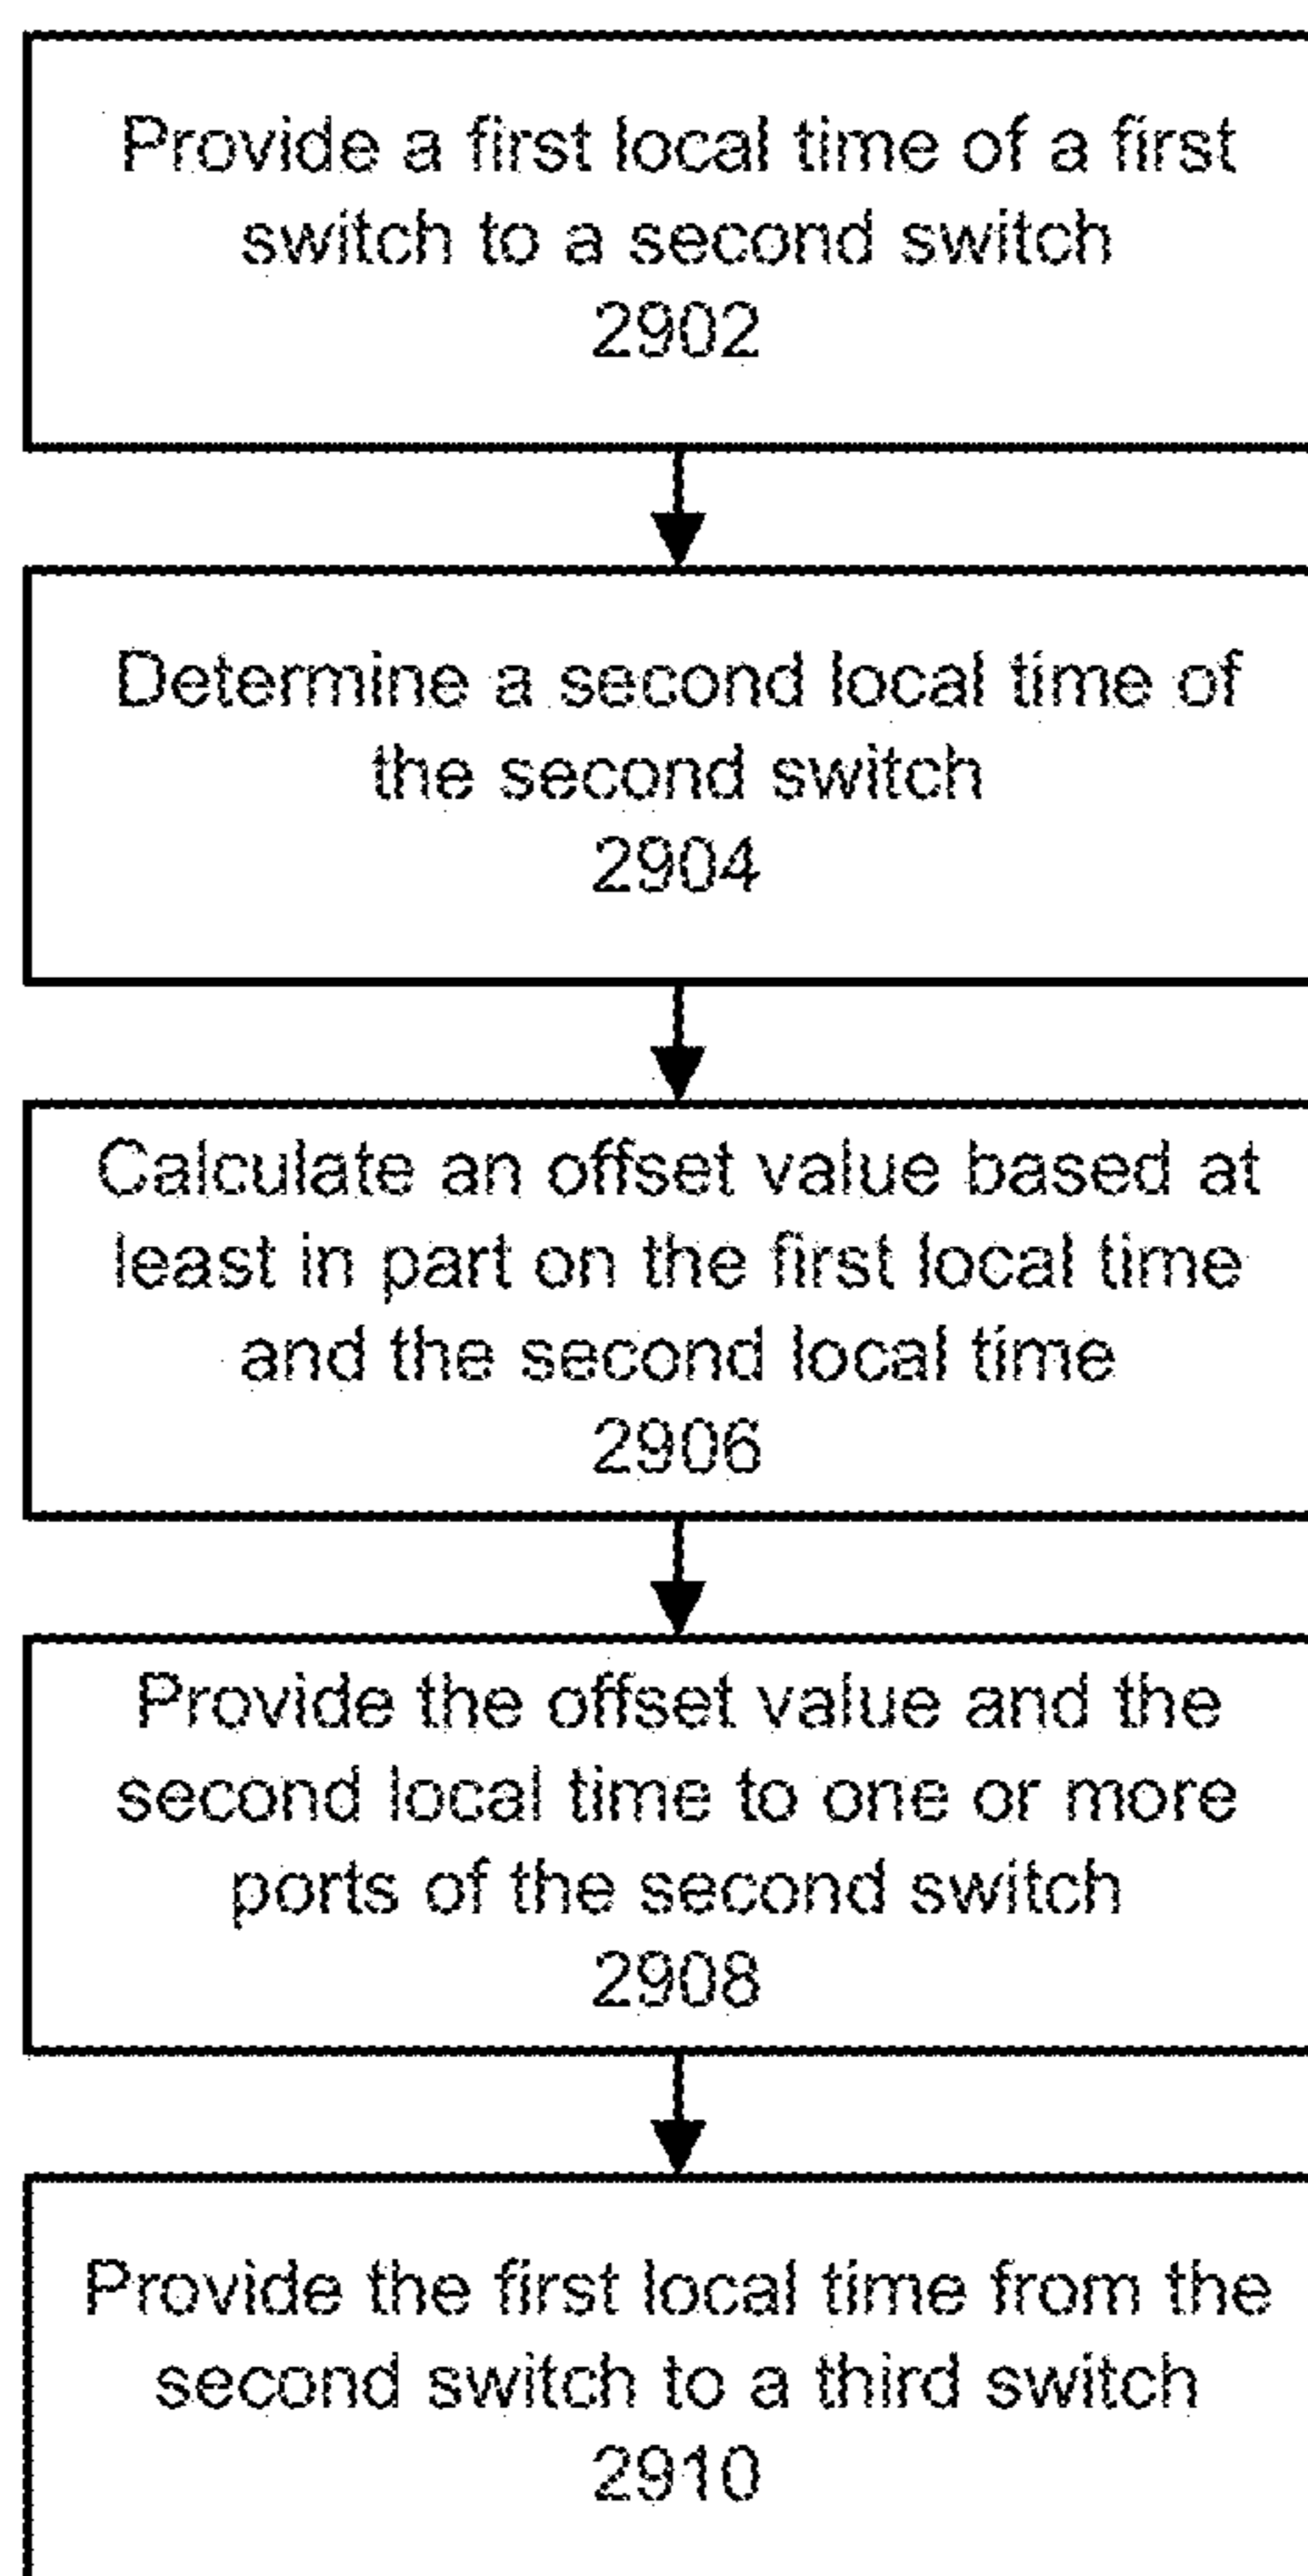 Provide a first local time of a first
switch to a second switch
2902
Determine a second local time of
the second switch
2904
Calculate an offset value based at
least in part on the first local time
and the second local time
2906
Provide the offset value and the
second local time to one or more
ports of the second switch
2908
Provide the first local time from the
second switch to a third switch
2910